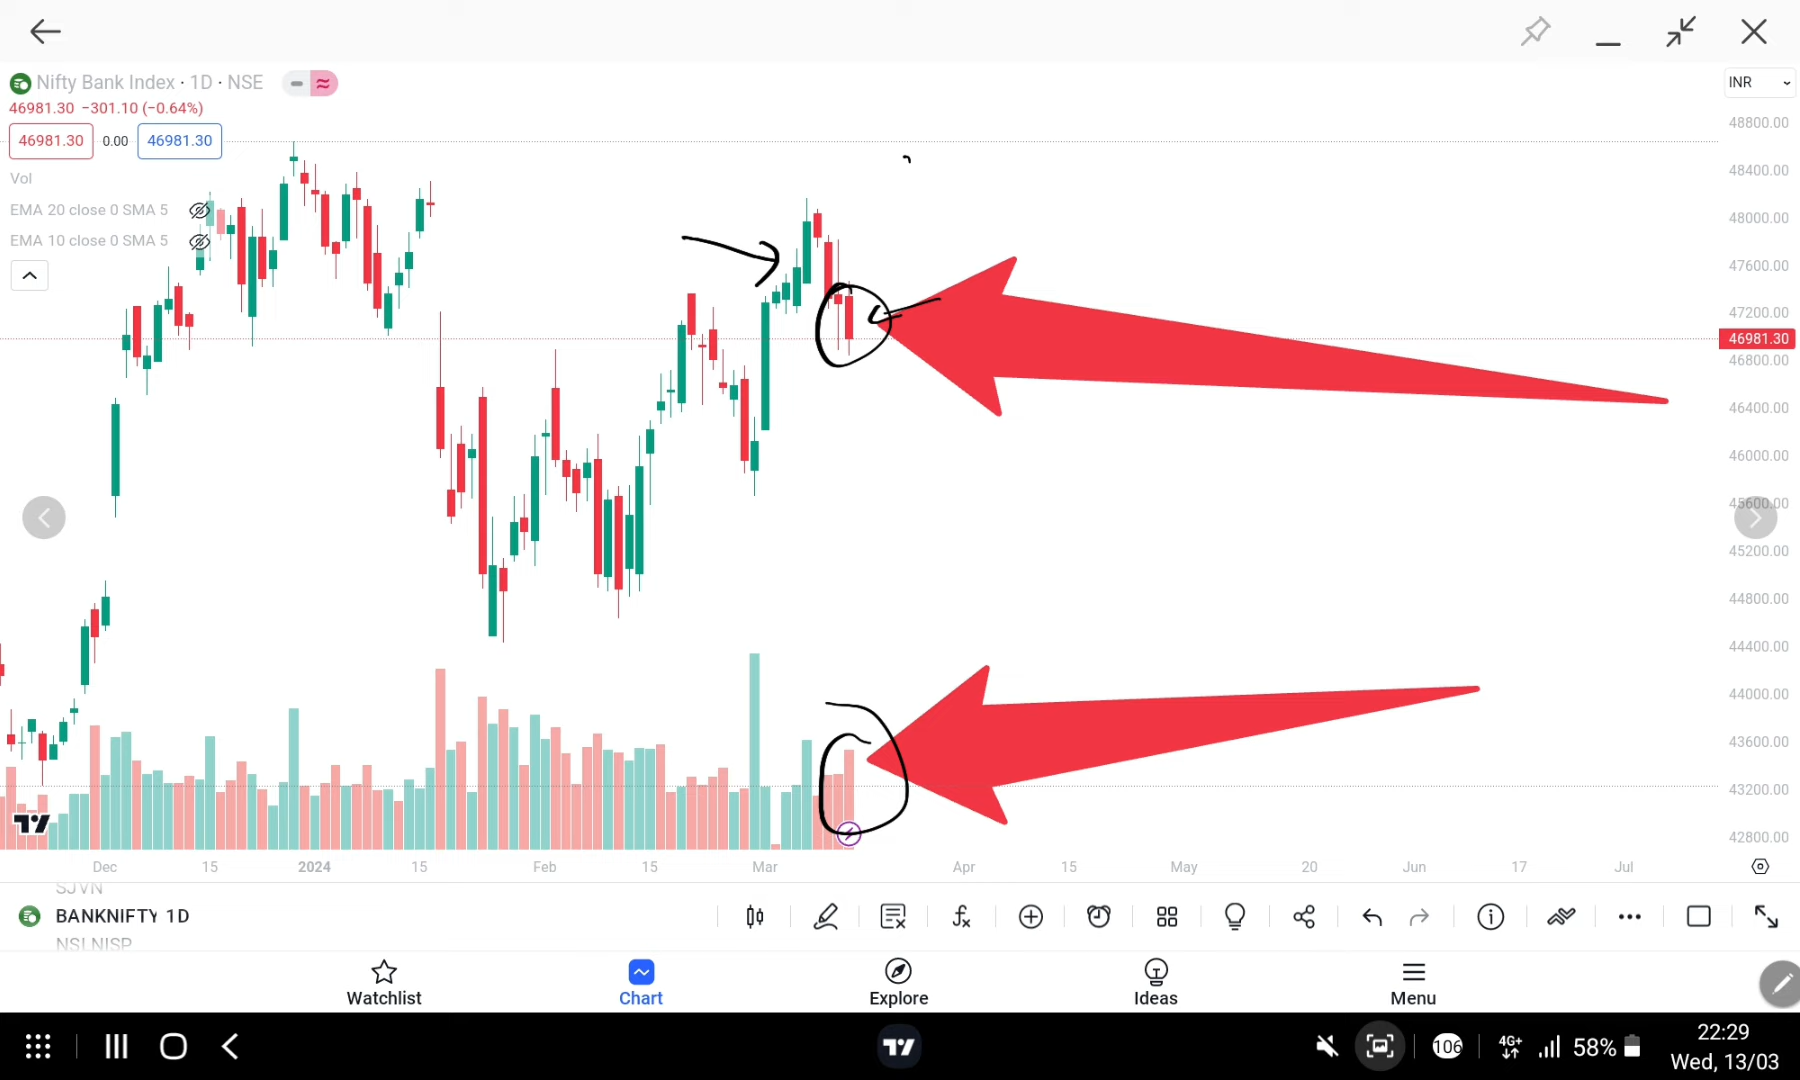 Nifty Bank Index · 1D · NSE
INR
46981.30 −301.10 (−0.64%)
46981.30 0.00 46981.30
Vol
EMA 20 close 0 SMA 5
EMA 10 close 0 SMA 5
48800.00
48400.00
48000.00
47600.00
47200.00
46981.30
46800.00
46400.00
46000.00
45600.00
45200.00
44800.00
44400.00
44000.00
43600.00
43200.00
42800.00
Dec 15 2024 15 Feb 15 Mar Apr 15 May 20 Jun 17 Jul
SJVN
BANKNIFTY 1D
NSLNISP
Watchlist Chart Explore Ideas Menu
106 4G+ 58% 22:29
Wed, 13/03